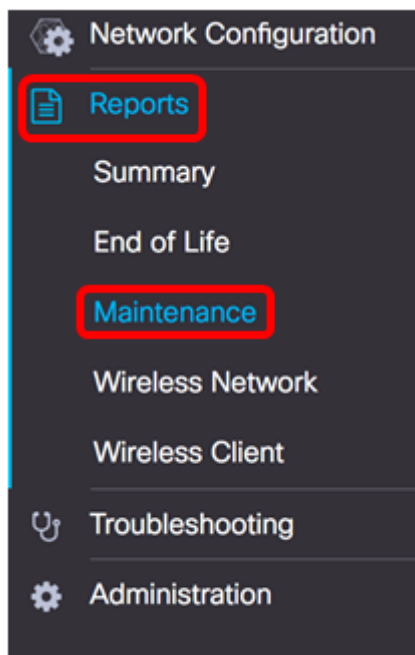 Network Configuration
Reports
Summary
End of Life
Maintenance
Wireless Network
Wireless Client
Troubleshooting
Administration